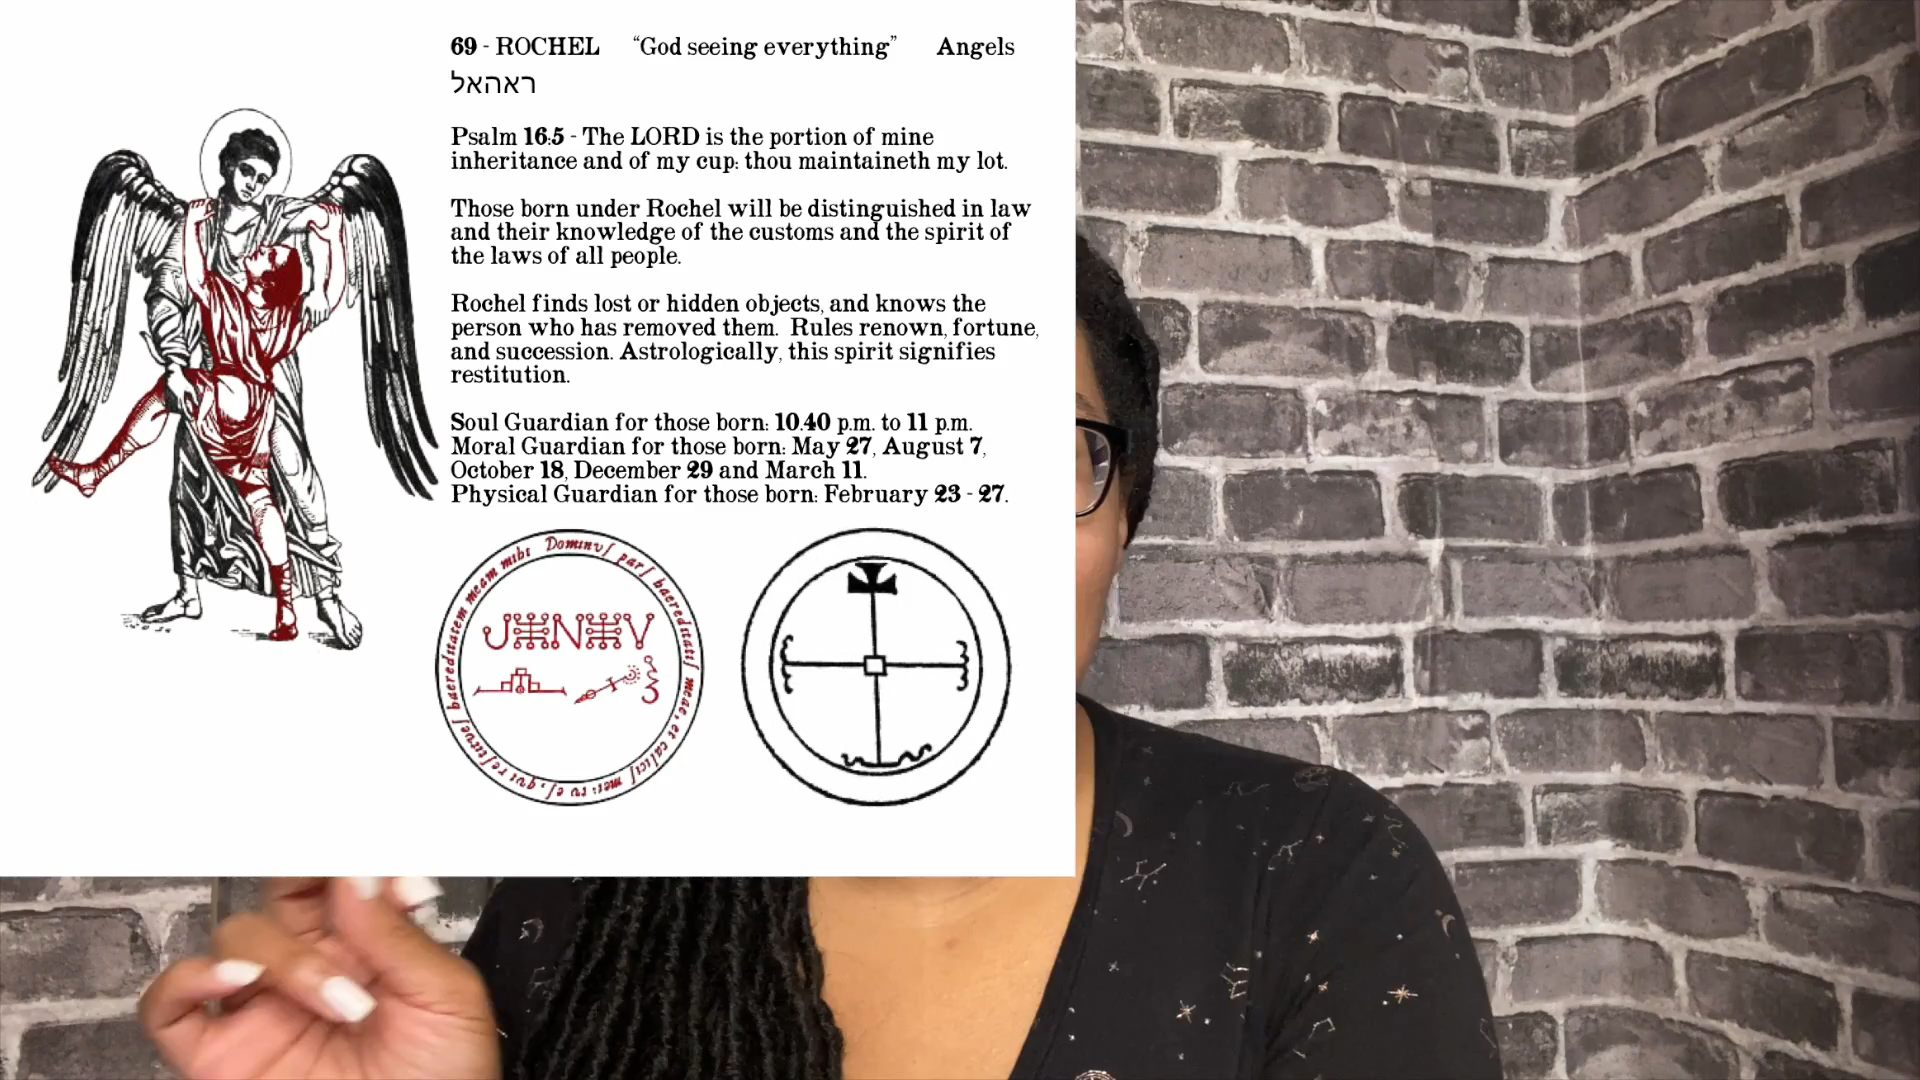 69 - ROCHEL “God seeing everything” Angels
ראהאל
Psalm 16:5 - The LORD is the portion of mine
inheritance and of my cup: thou maintaineth my lot.
Those born under Rochel will be distinguished in law
and their knowledge of the customs and the spirit of
the laws of all people.
Rochel finds lost or hidden objects, and knows the
person who has removed them. Rules renown, fortune,
and succession. Astrologically, this spirit signifies
restitution.
Soul Guardian for those born: 10.40 p.m. to 11 p.m.
Moral Guardian for those born: May 27, August 7,
October 18, December 29 and March 11.
Physical Guardian for those born: February 23 - 27.
Dominuſ parſ haereditatiſ meae, et caliciſ mei: tu eſ, qui reſtitueſ haereditatem meam mihi